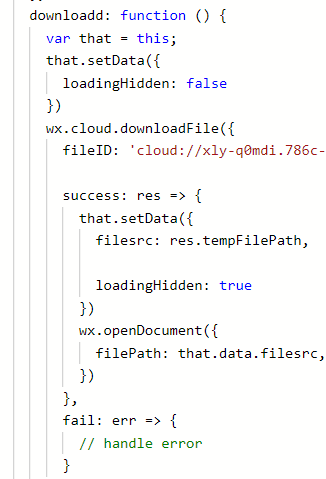 downloadd: function () {
var that = this;
that.setData({
loadingHidden: false
})
wx.cloud.downloadFile({
fileID: 'cloud://xly-q0mdi.786c-
success: res => {
that.setData({
filesrc: res.tempFilePath,
loadingHidden: true
})
wx.openDocument({
filePath: that.data.filesrc,
})
},
fail: err => {
// handle error
}